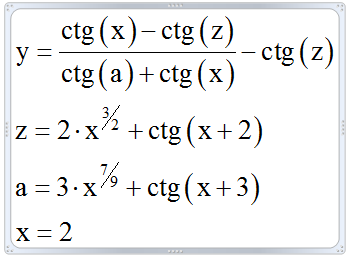 y = (ctg(x)−ctg(z))/(ctg(a)+ctg(x)) − ctg(z)
z = 2·x^(3/2) + ctg(x+2)
a = 3·x^(7/9) + ctg(x+3)
x = 2